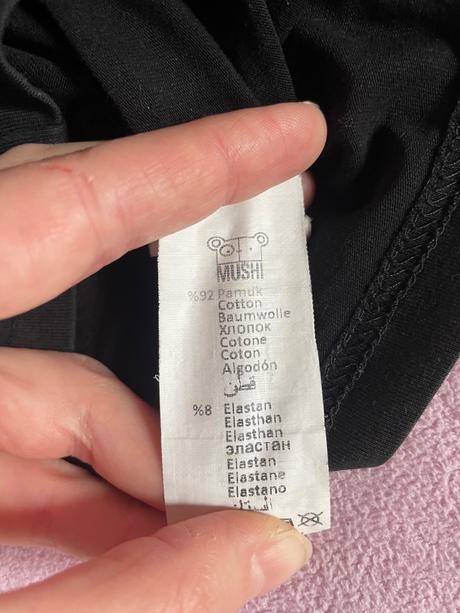 MUSHI
%92 Pamuk
Cotton
Baumwolle
ХЛОПОК
Cotone
Coton
Algodón
قطن
%8 Elastan
Elasthan
Elasthan
эластан
Elastan
Elastane
Elastano